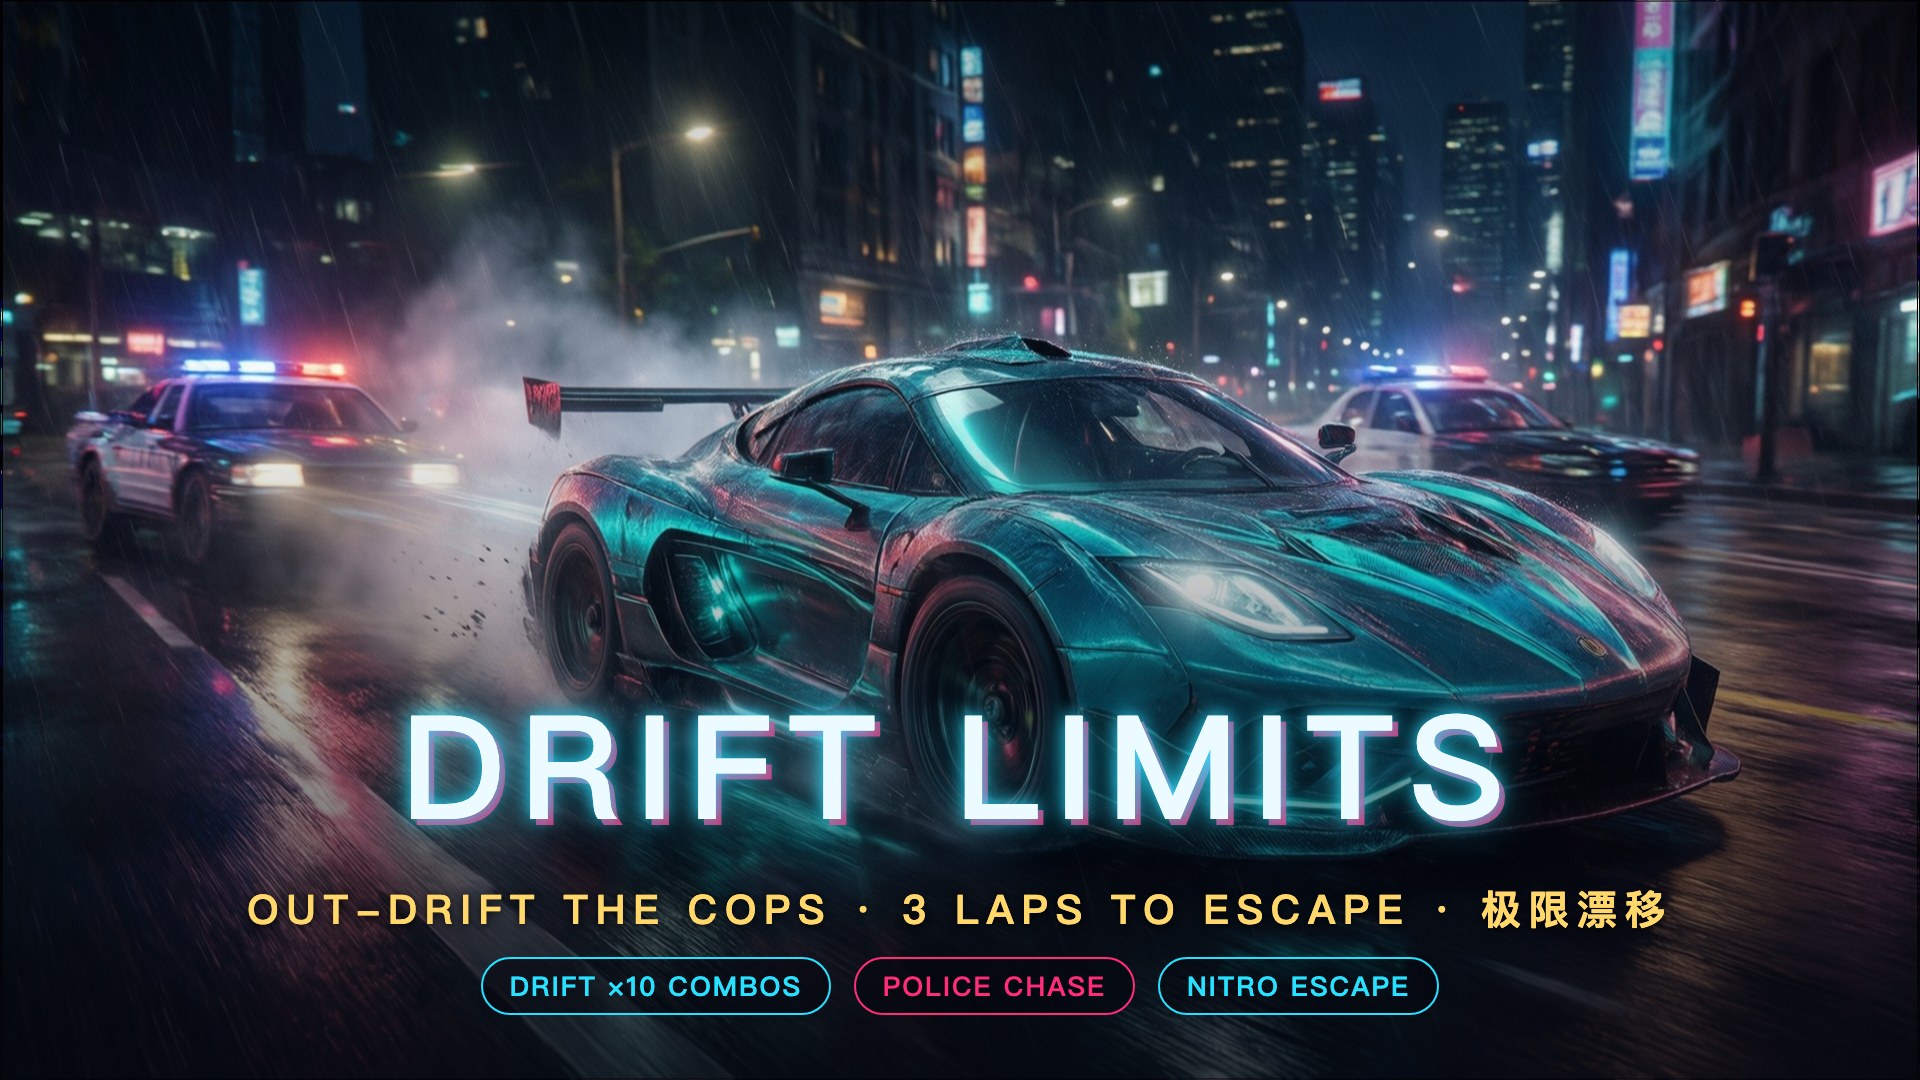 DRIFT LIMITS
OUT-DRIFT THE COPS · 3 LAPS TO ESCAPE · 极限漂移
DRIFT ×10 COMBOS
POLICE CHASE
NITRO ESCAPE